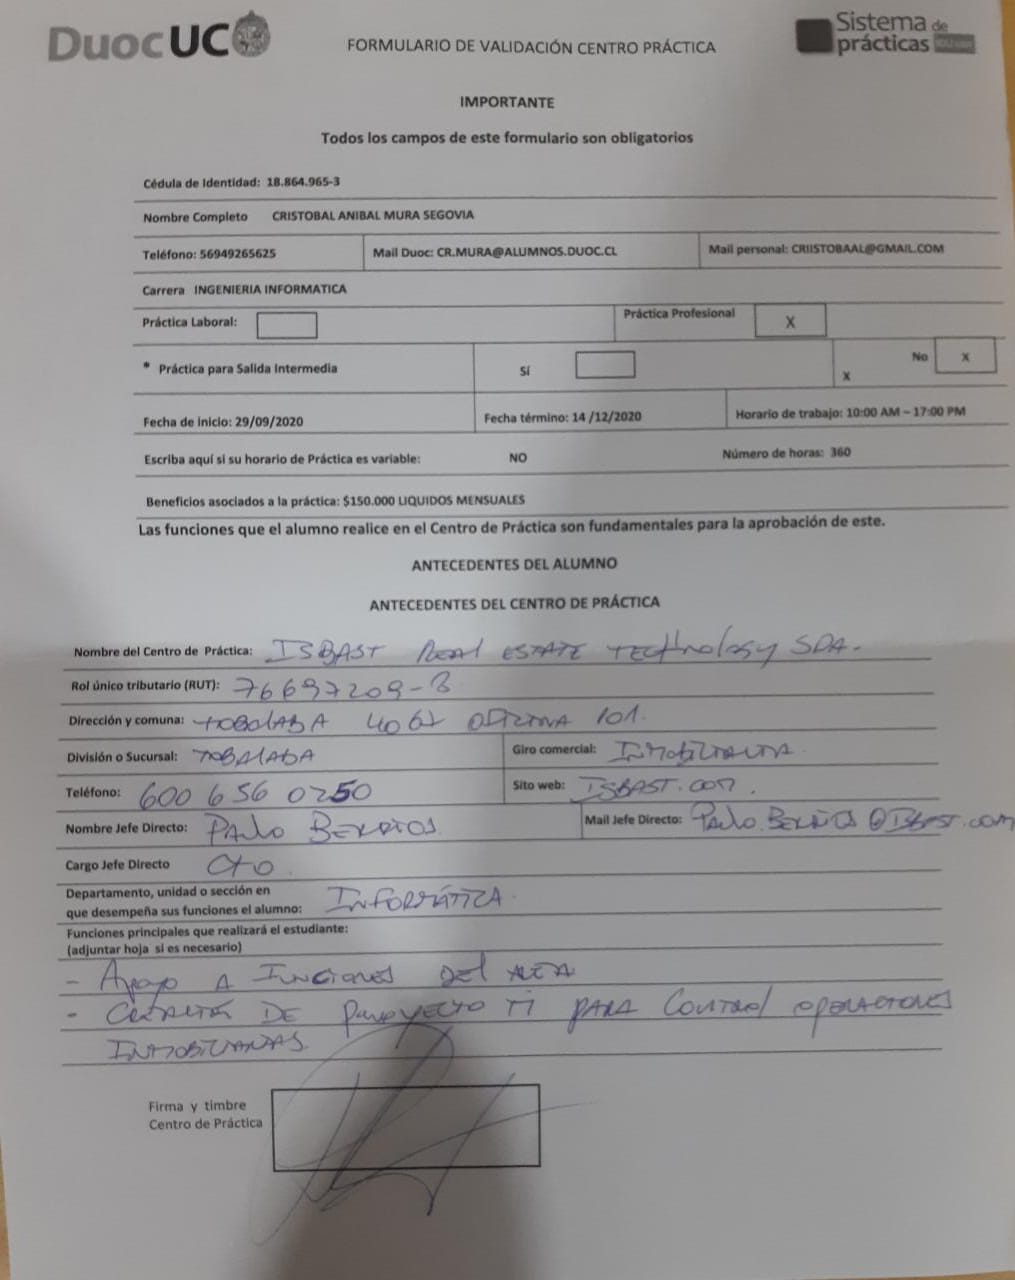 DuocUC
FORMULARIO DE VALIDACIÓN CENTRO PRÁCTICA
Sistema de
prácticas
IMPORTANTE
Todos los campos de este formulario son obligatorios
Cédula de Identidad: 18.864.965-3
Nombre Completo CRISTOBAL ANIBAL MURA SEGOVIA
Teléfono: 56949265625 Mail Duoc: CR.MURA@ALUMNOS.DUOC.CL Mail personal: CRIISTOBAAL@GMAIL.COM
Carrera INGENIERIA INFORMATICA
Práctica Laboral: Práctica Profesional X
* Práctica para Salida Intermedia Sí X No X
Fecha de inicio: 29/09/2020 Fecha término: 14 /12/2020 Horario de trabajo: 10:00 AM – 17:00 PM
Escriba aquí si su horario de Práctica es variable: NO Número de horas: 360
Beneficios asociados a la práctica: $150.000 LIQUIDOS MENSUALES
Las funciones que el alumno realice en el Centro de Práctica son fundamentales para la aprobación de este.
ANTECEDENTES DEL ALUMNO
ANTECEDENTES DEL CENTRO DE PRÁCTICA
Nombre del Centro de Práctica: ISBAST Real ESTATE TECHnology SPA.
Rol único tributario (RUT): 76697209-3
Dirección y comuna: TOBALABA 4067 OFICINA 101.
División o Sucursal: TOBALABA Giro comercial: INMOBILIARIA
Teléfono: 600 656 0250 Sito web: ISBAST.COM.
Nombre Jefe Directo: PAulo BERRIOS Mail Jefe Directo: PAulo.BERRIOS@ISBAST.com
Cargo Jefe Directo CTO
Departamento, unidad o sección en
que desempeña sus funciones el alumno: INFORMÁTICA.
Funciones principales que realizará el estudiante:
(adjuntar hoja si es necesario)
- Apoyo A Funciones DEL AREA
- DE PROYECTO TI PARA CONTROl OPERACIONES
INMOBILIARIAS
Firma y timbre
Centro de Práctica